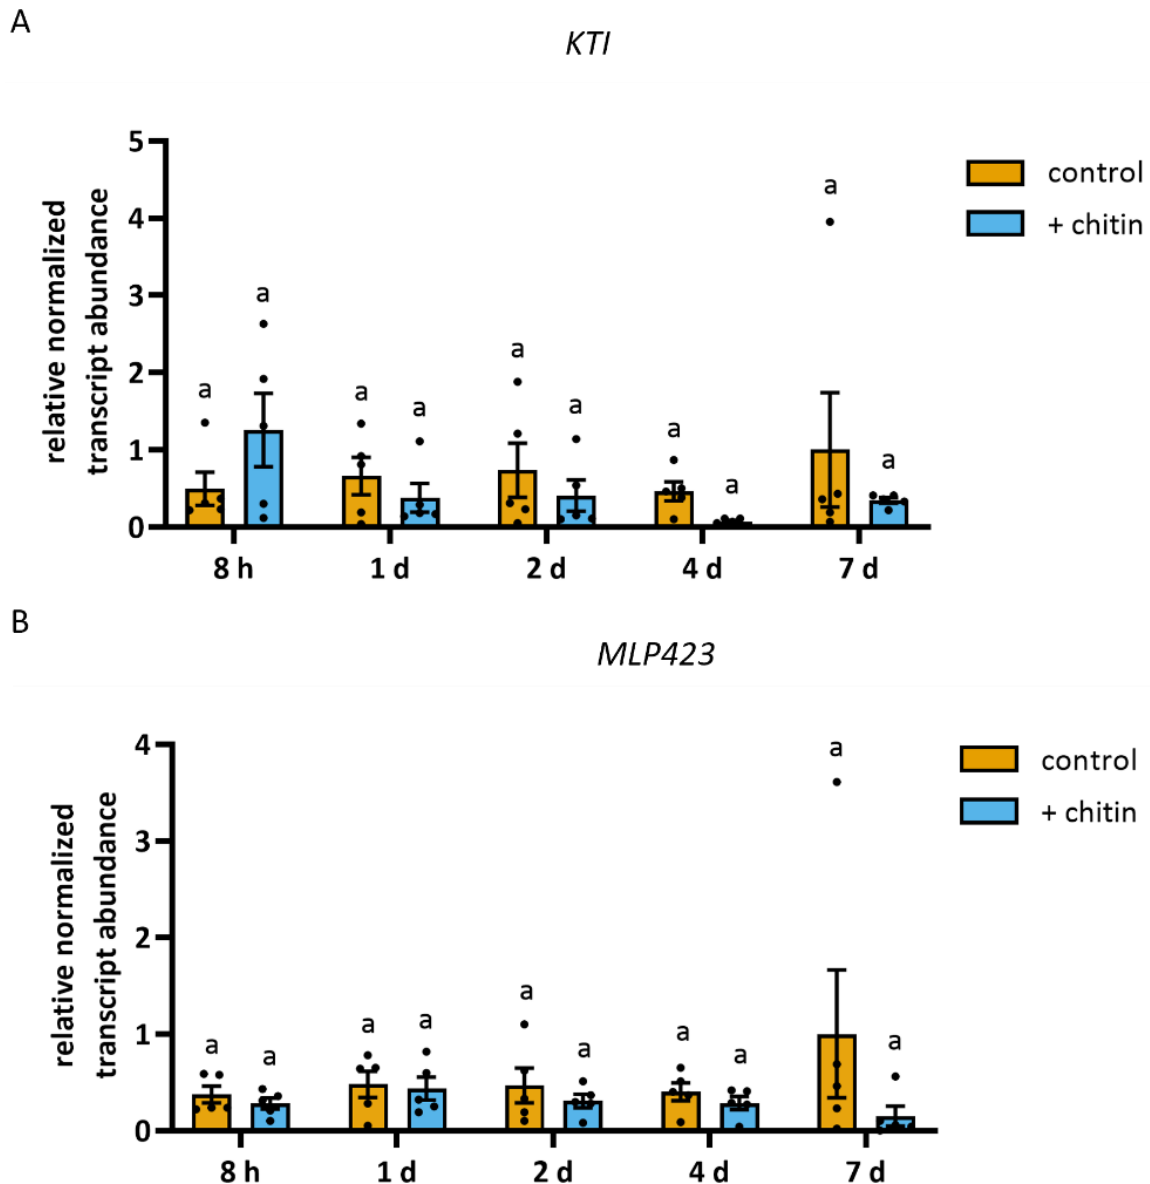 A
KTI
relative normalized
transcript abundance
5
4
3
2
1
0
a
a
a
a
a
a
a
a
a
a
8 h
1 d
2 d
4 d
7 d
control
+ chitin
B
MLP423
relative normalized
transcript abundance
4
3
2
1
0
a
a
a
a
a
a
a
a
a
a
8 h
1 d
2 d
4 d
7 d
control
+ chitin